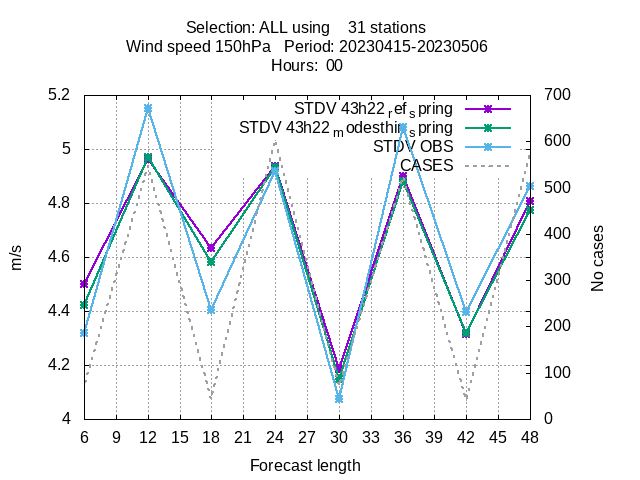 Selection: ALL using 31 stations
Wind speed 150hPa Period: 20230415-20230506
Hours: 00
5.2
5
4.8
4.6
4.4
4.2
4
m/s
700
600
500
400
300
200
100
0
No cases
STDV 43h22 ref spring
STDV 43h22 modesthin spring
STDV OBS
CASES
6 9 12 15 18 21 24 27 30 33 36 39 42 45 48
Forecast length